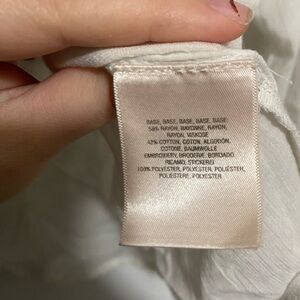 BASE, BASE, BASE, BASE, BASE:
58% RAYON, RAYONNE, RAYON,
RAYON, VISKOSE
42% COTTON, COTON, ALGODÓN,
COTONE, BAUMWOLLE
EMBROIDERY, BRODERIE, BORDADO,
RICAMO, STICKEREI
100% POLYESTER, POLYESTER, POLIÉSTER,
POLIESTERE, POLYESTER